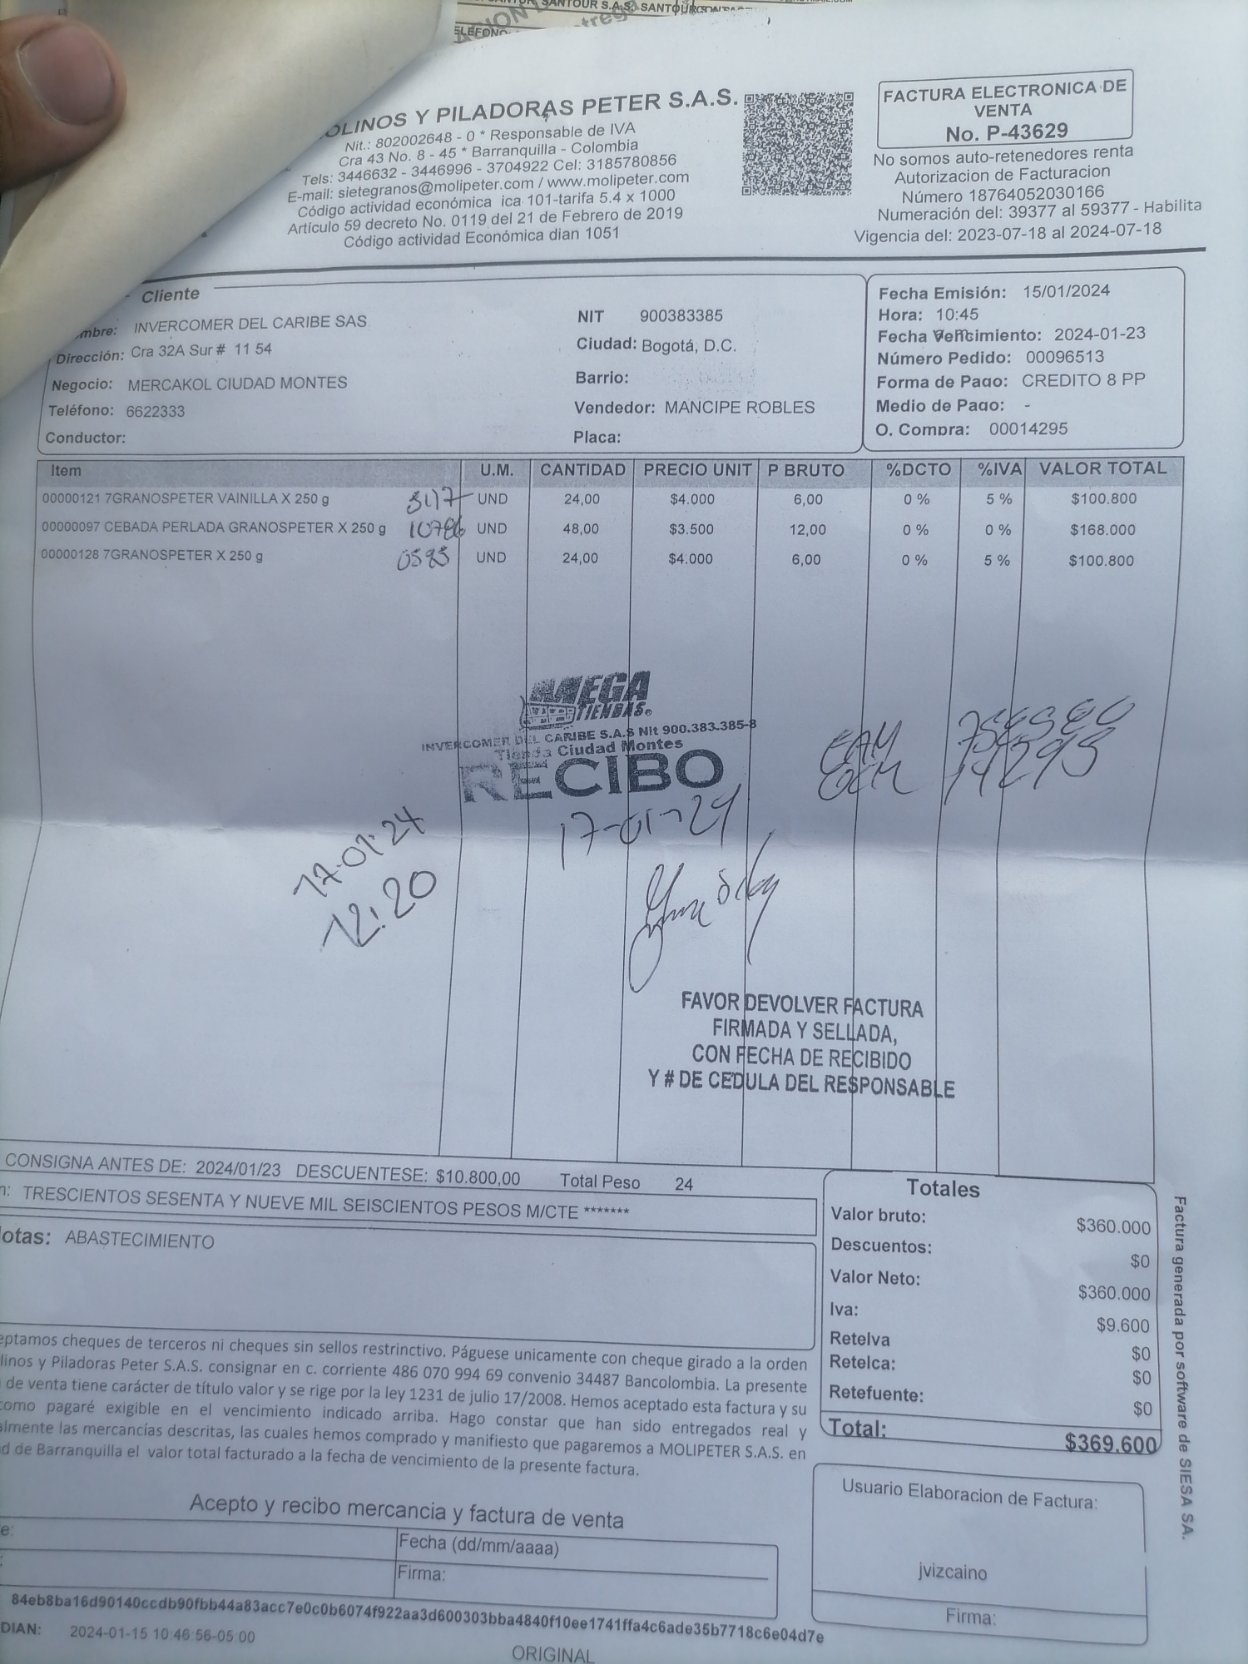 SANTOUR S.A.S. SANTOUR
OLINOS Y PILADORAS PETER S.A.S.
Nit.: 802002648 - 0 * Responsable de IVA
Cra 43 No. 8 - 45 * Barranquilla - Colombia
Tels: 3446632 - 3446996 - 3704922 Cel: 3185780856
E-mail: sietegranos@molipeter.com / www.molipeter.com
Código actividad económica ica 101-tarifa 5.4 x 1000
Artículo 59 decreto No. 0119 del 21 de Febrero de 2019
Código actividad Económica dian 1051
FACTURA ELECTRONICA DE
VENTA
No. P-43629
No somos auto-retenedores renta
Autorizacion de Facturacion
Número 18764052030166
Numeración del: 39377 al 59377 - Habilita
Vigencia del: 2023-07-18 al 2024-07-18
Cliente
mbre: INVERCOMER DEL CARIBE SAS
Dirección: Cra 32A Sur # 11 54
Negocio: MERCAKOL CIUDAD MONTES
Teléfono: 6622333
Conductor:
NIT 900383385
Ciudad: Bogotá, D.C.
Barrio:
Vendedor: MANCIPE ROBLES
Placa:
Fecha Emisión: 15/01/2024
Hora: 10:45
Fecha Vencimiento: 2024-01-23
Número Pedido: 00096513
Forma de Pago: CREDITO 8 PP
Medio de Pago: -
O. Compra: 00014295
Item U.M. CANTIDAD PRECIO UNIT P BRUTO %DCTO %IVA VALOR TOTAL
00000121 7GRANOSPETER VAINILLA X 250 g UND 24,00 $4.000 6,00 0 % 5 % $100.800
00000097 CEBADA PERLADA GRANOSPETER X 250 g 10786 UND 48,00 $3.500 12,00 0 % 0 % $168.000
00000128 7GRANOSPETER X 250 g 0585 UND 24,00 $4.000 6,00 0 % 5 % $100.800
MEGA
TIENDAS®
INVERCOMER DEL CARIBE S.A.S Nit 900.383.385-8
Tienda Ciudad Montes
RECIBO
17-01-24
14295
17-01-24
12:20
FAVOR DEVOLVER FACTURA
FIRMADA Y SELLADA,
CON FECHA DE RECIBIDO
Y # DE CEDULA DEL RESPONSABLE
CONSIGNA ANTES DE: 2024/01/23 DESCUENTESE: $10.800,00 Total Peso 24
n: TRESCIENTOS SESENTA Y NUEVE MIL SEISCIENTOS PESOS M/CTE *******
otas: ABASTECIMIENTO
Totales
Valor bruto: $360.000
Descuentos: $0
Valor Neto: $360.000
Iva: $9.600
ReteIva $0
ReteIca: $0
Retefuente: $0
Total: $369.600
Factura generada por software de SIESA SA.
eptamos cheques de terceros ni cheques sin sellos restrictivo. Páguese unicamente con cheque girado a la orden
linos y Piladoras Peter S.A.S. consignar en c. corriente 486 070 994 69 convenio 34487 Bancolombia. La presente
de venta tiene carácter de título valor y se rige por la ley 1231 de julio 17/2008. Hemos aceptado esta factura y su
como pagaré exigible en el vencimiento indicado arriba. Hago constar que han sido entregados real y
almente las mercancías descritas, las cuales hemos comprado y manifiesto que pagaremos a MOLIPETER S.A.S. en
d de Barranquilla el valor total facturado a la fecha de vencimiento de la presente factura.
Acepto y recibo mercancia y factura de venta
e:
Fecha (dd/mm/aaaa)
Firma:
Usuario Elaboracion de Factura:
jvizcaino
Firma:
84eb8ba16d90140ccdb90fbb44a83acc7e0c0b6074f922aa3d600303bba4840f10ee1741ffa4c6ade35b7718c6e04d7e
DIAN: 2024-01-15 10:46:56-05:00
ORIGINAL